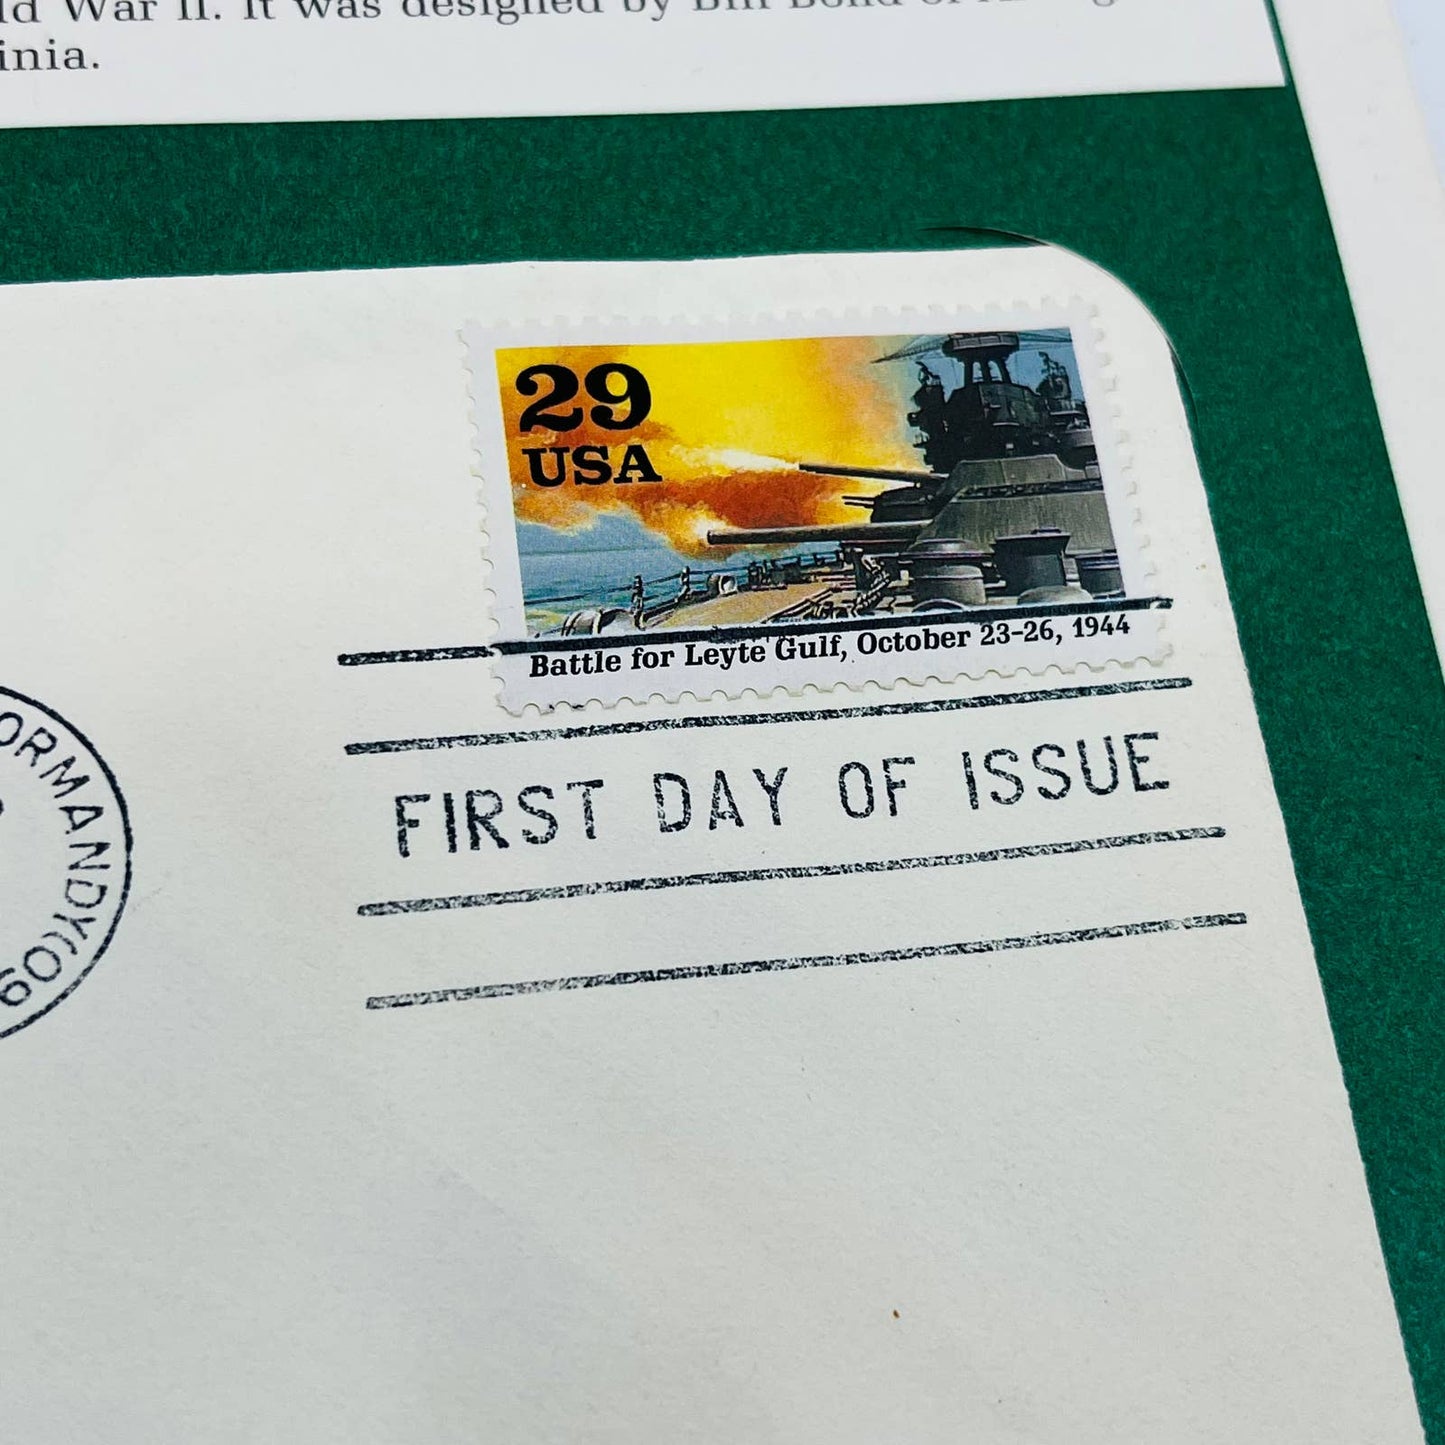 War II. It was designed by Bill Bond of
inia.
29
USA
Battle for Leyte Gulf, October 23-26, 1944
FIRST DAY OF ISSUE
ORMANDY(09